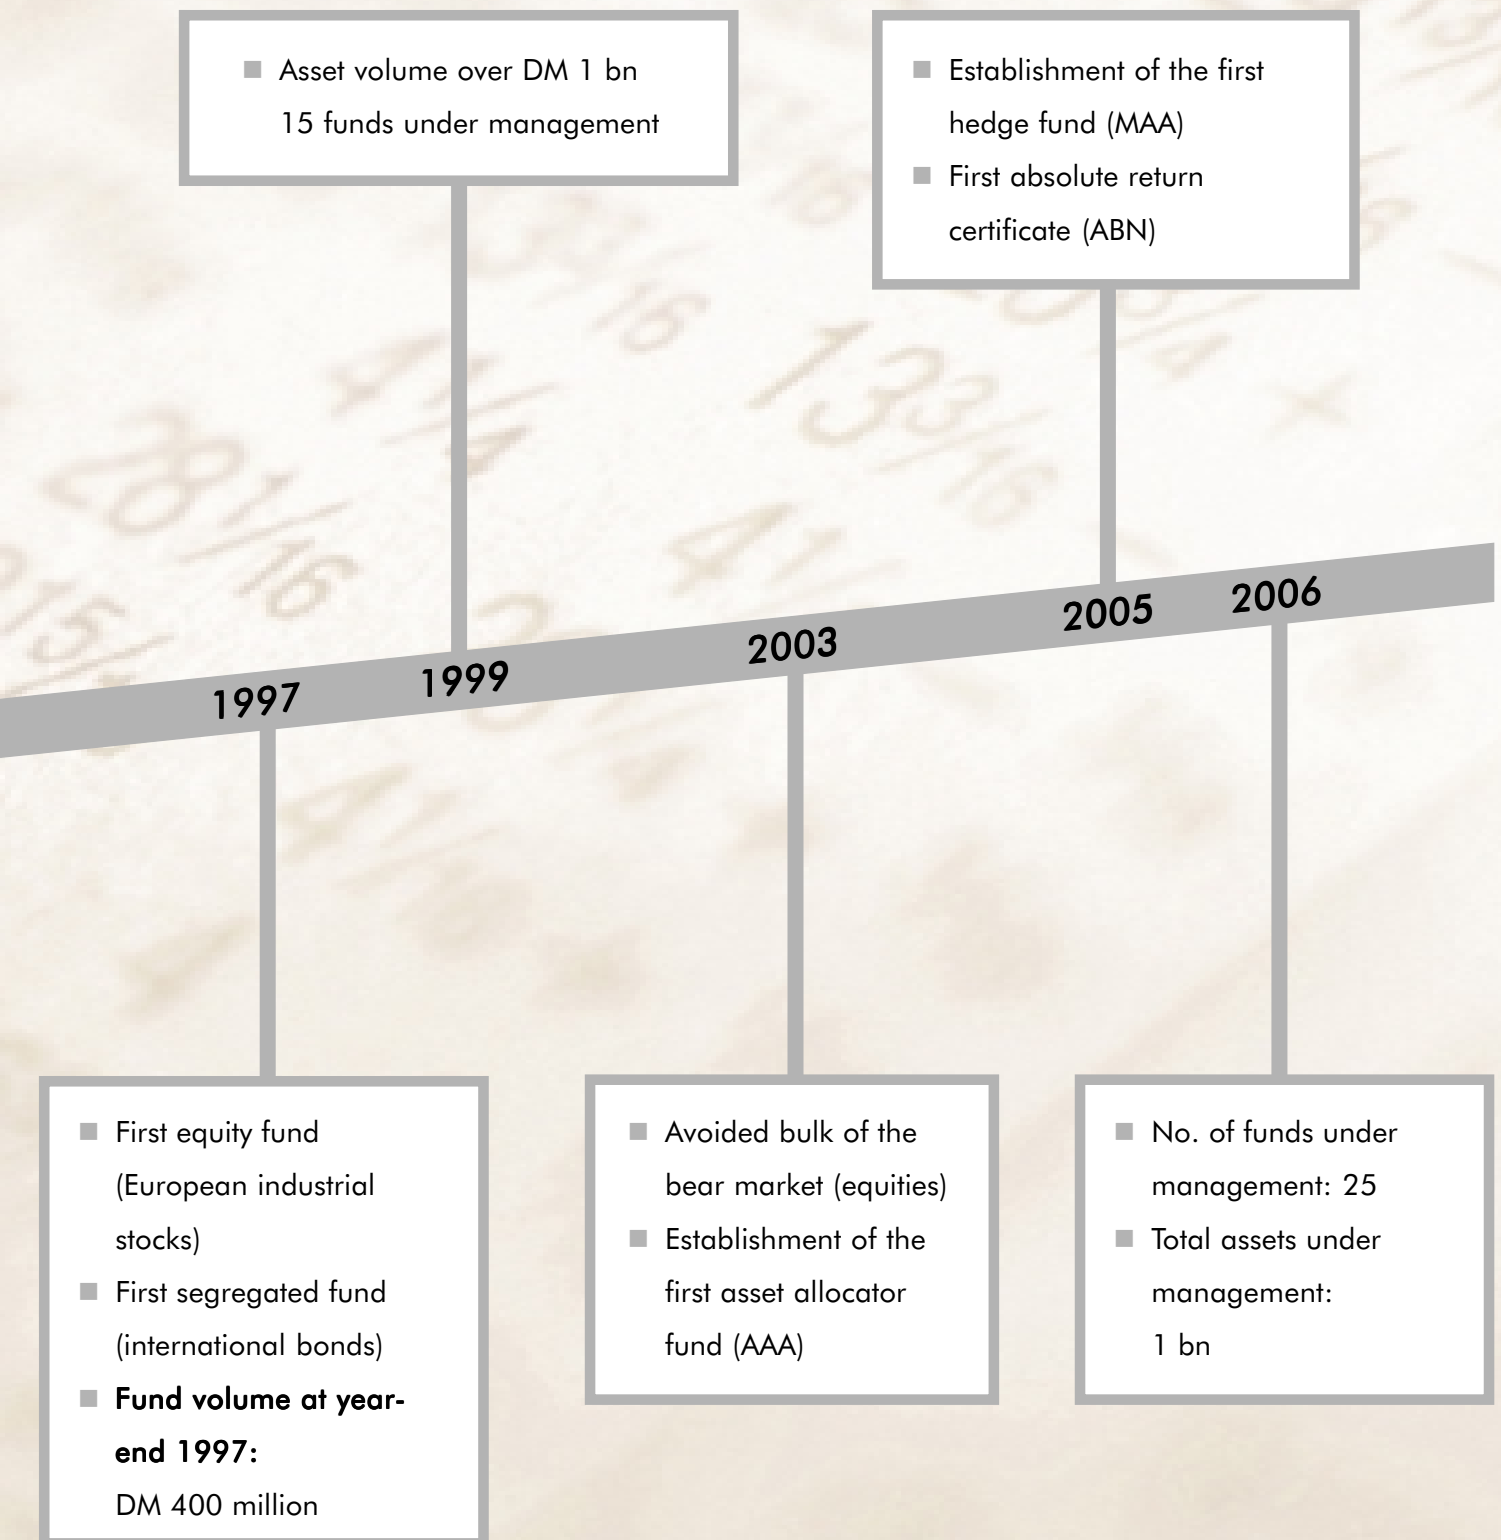 Asset volume over DM 1 bn
15 funds under management
Establishment of the first
hedge fund (MAA)
First absolute return
certificate (ABN)
1997
1999
2003
2005
2006
First equity fund
(European industrial
stocks)
First segregated fund
(international bonds)
Fund volume at year-
end 1997:
DM 400 million
Avoided bulk of the
bear market (equities)
Establishment of the
first asset allocator
fund (AAA)
No. of funds under
management: 25
Total assets under
management:
1 bn